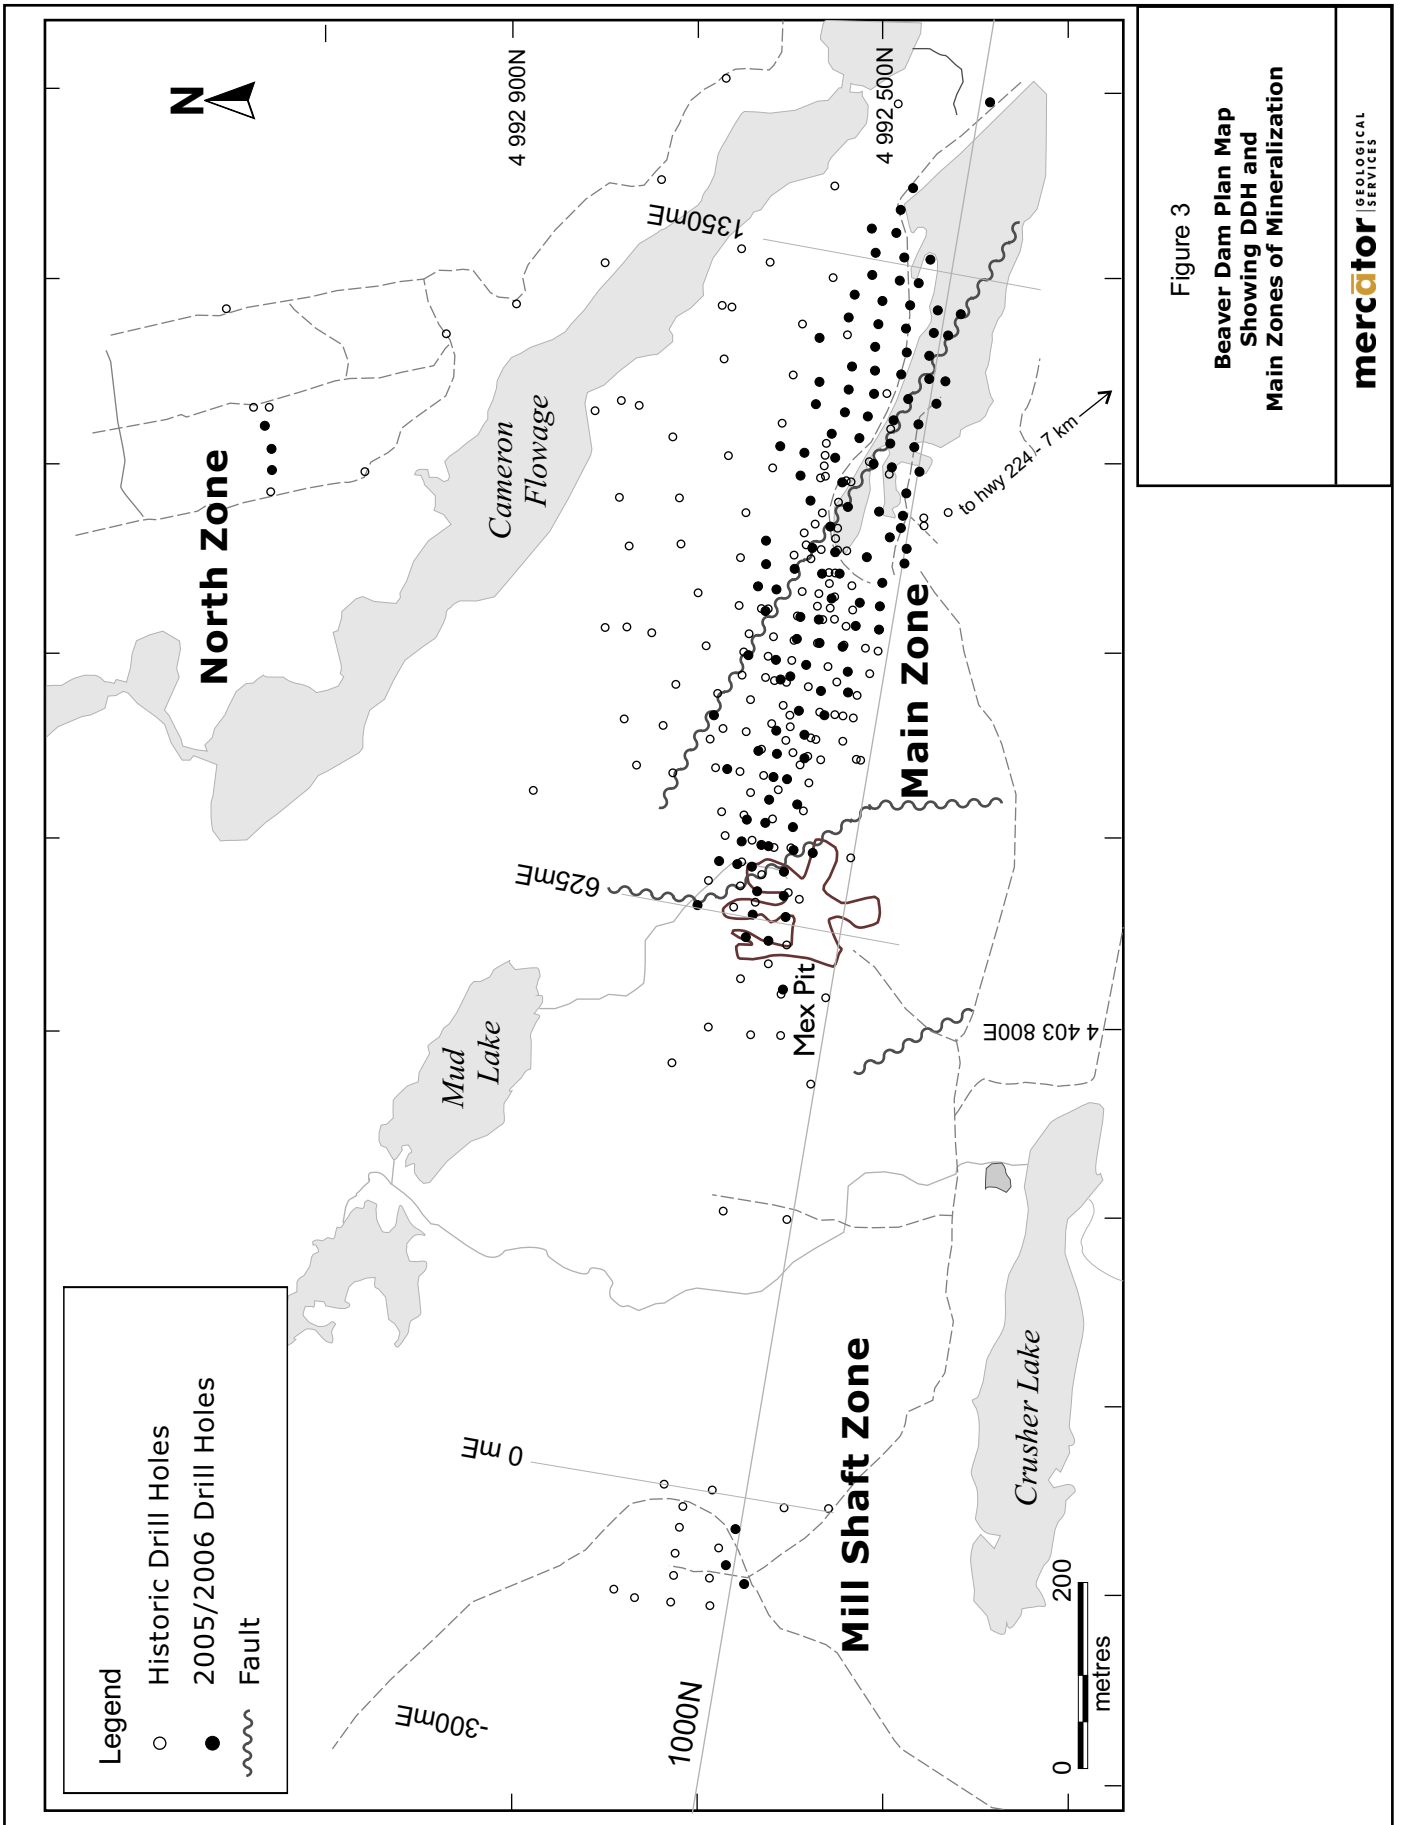 Legend
Historic Drill Holes
2005/2006 Drill Holes
Fault
N
North Zone
4 992 900N
4 992 500N
Cameron
Flowage
1350mE
625mE
Mud
Lake
Mex Pit
Main Zone
to hwy 224 - 7 km
4 403 800E
0 mE
-300mE
1000N
Mill Shaft Zone
Crusher Lake
0
200
metres
Figure 3
Beaver Dam Plan Map
Showing DDH and
Main Zones of Mineralization
mercātor GEOLOGICAL
SERVICES